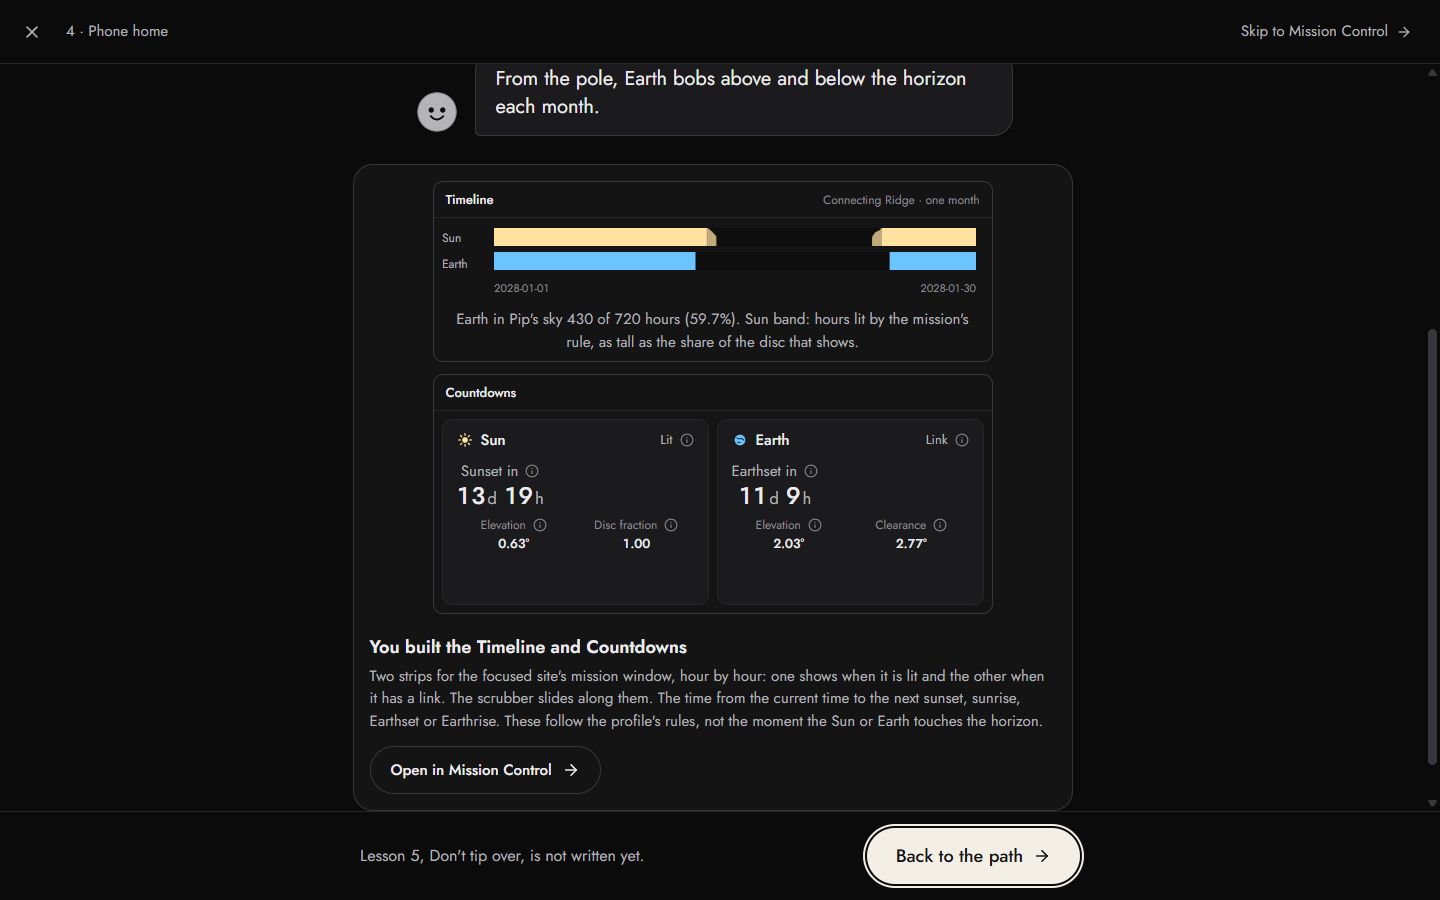 4 · Phone home
Skip to Mission Control
From the pole, Earth bobs above and below the horizon
each month.
Timeline
Connecting Ridge · one month
Sun
Earth
2028-01-01
2028-01-30
Earth in Pip's sky 430 of 720 hours (59.7%). Sun band: hours lit by the mission's
rule, as tall as the share of the disc that shows.
Countdowns
Sun
Lit
Sunset in
13d 19h
Elevation
0.63°
Disc fraction
1.00
Earth
Link
Earthset in
11d 9h
Elevation
2.03°
Clearance
2.77°
You built the Timeline and Countdowns
Two strips for the focused site's mission window, hour by hour: one shows when it is lit and the other when
it has a link. The scrubber slides along them. The time from the current time to the next sunset, sunrise,
Earthset or Earthrise. These follow the profile's rules, not the moment the Sun or Earth touches the horizon.
Open in Mission Control
Lesson 5, Don't tip over, is not written yet.
Back to the path